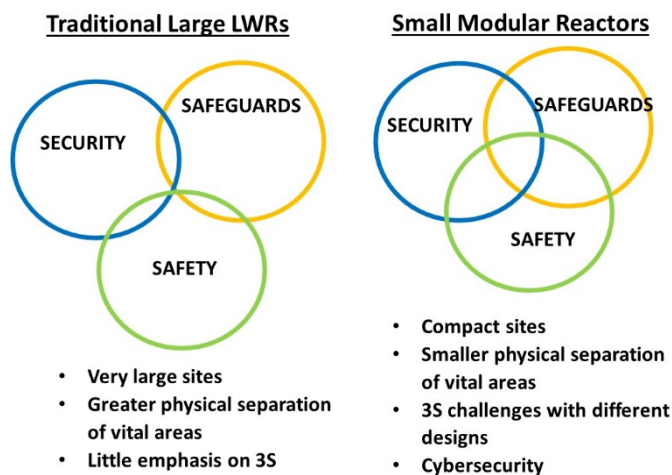 Traditional Large LWRs
SECURITY
SAFEGUARDS
SAFETY
• Very large sites
• Greater physical separation
of vital areas
• Little emphasis on 3S
Small Modular Reactors
SECURITY
SAFEGUARDS
SAFETY
• Compact sites
• Smaller physical separation
of vital areas
• 3S challenges with different
designs
• Cybersecurity